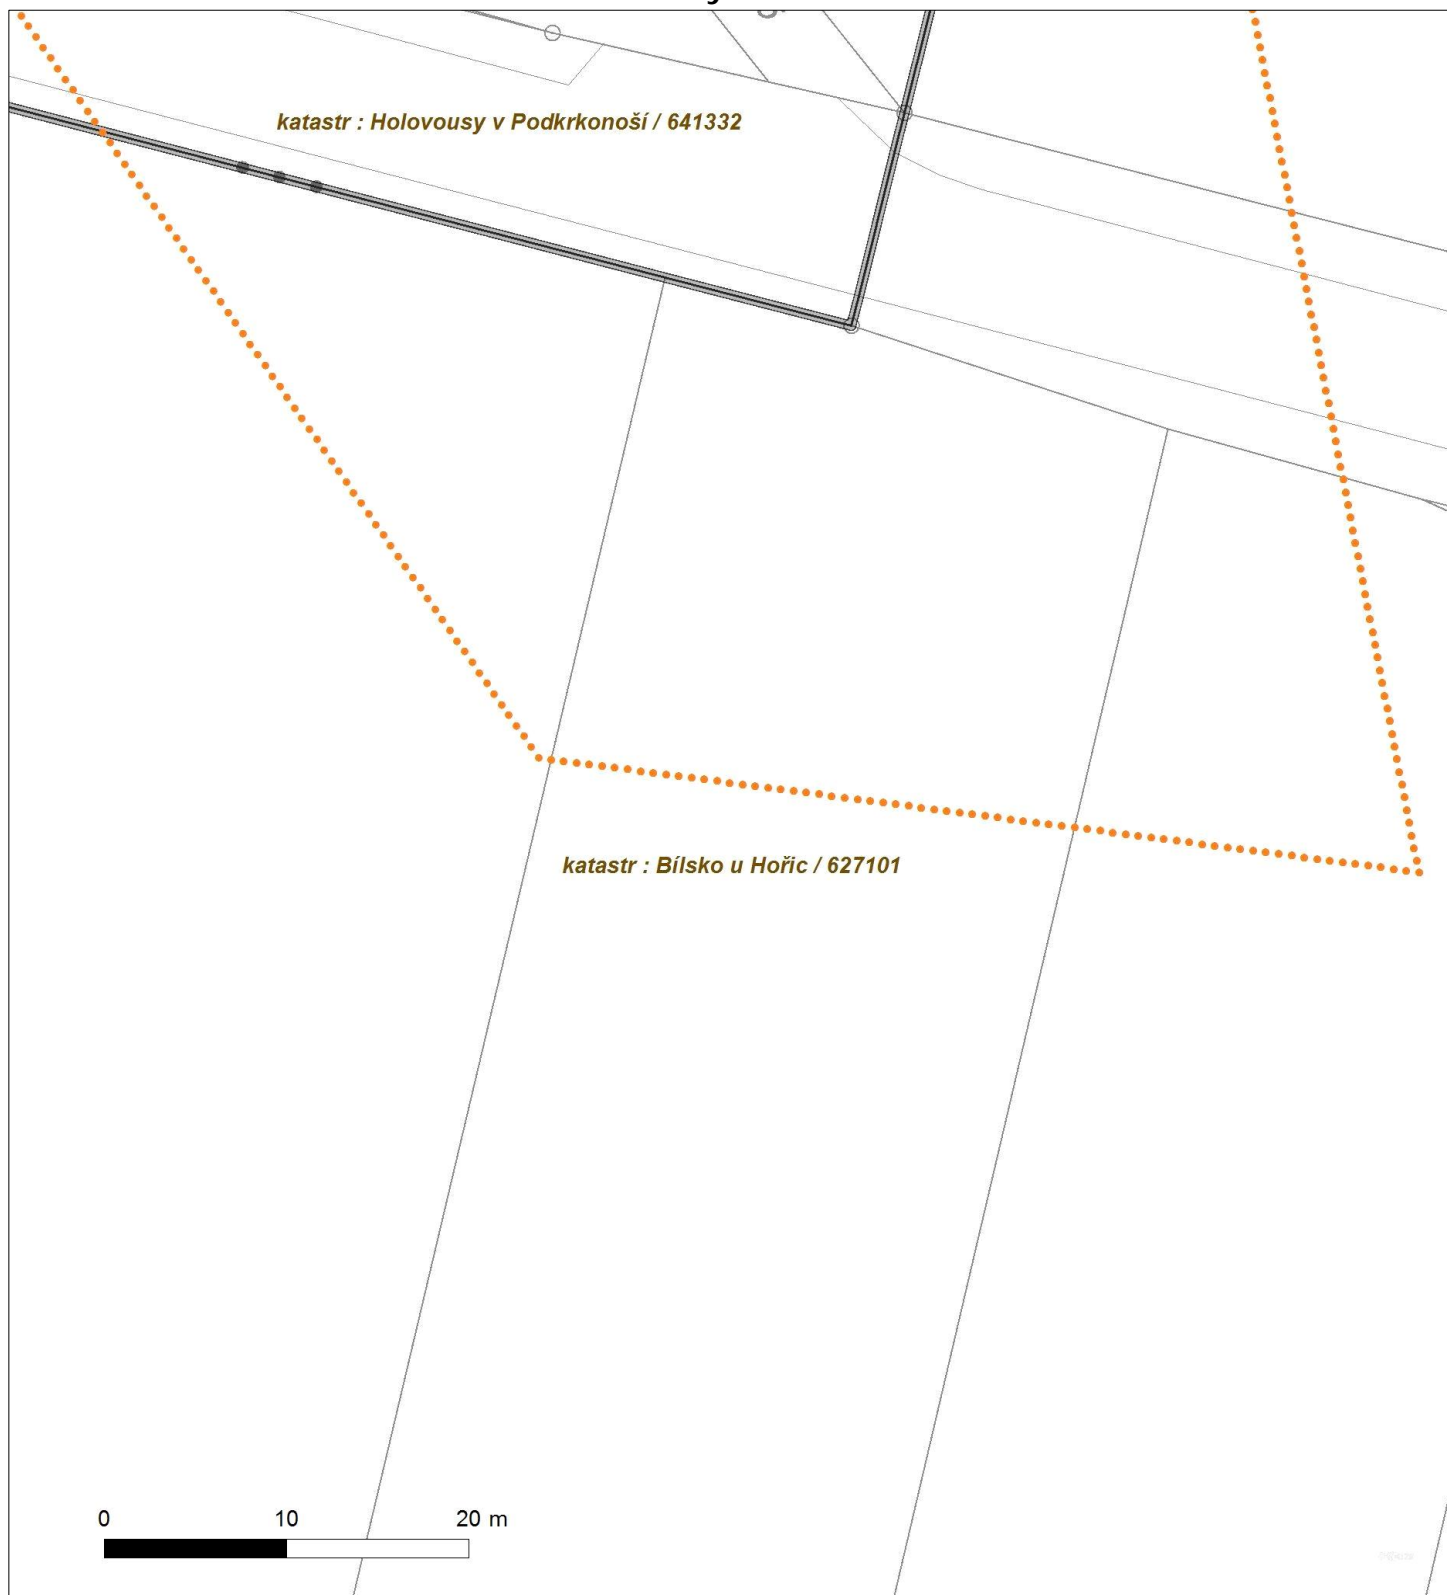 katastr : Holovousy v Podkrkonoší / 641332
katastr : Bílsko u Hořic / 627101
0 10 20 m